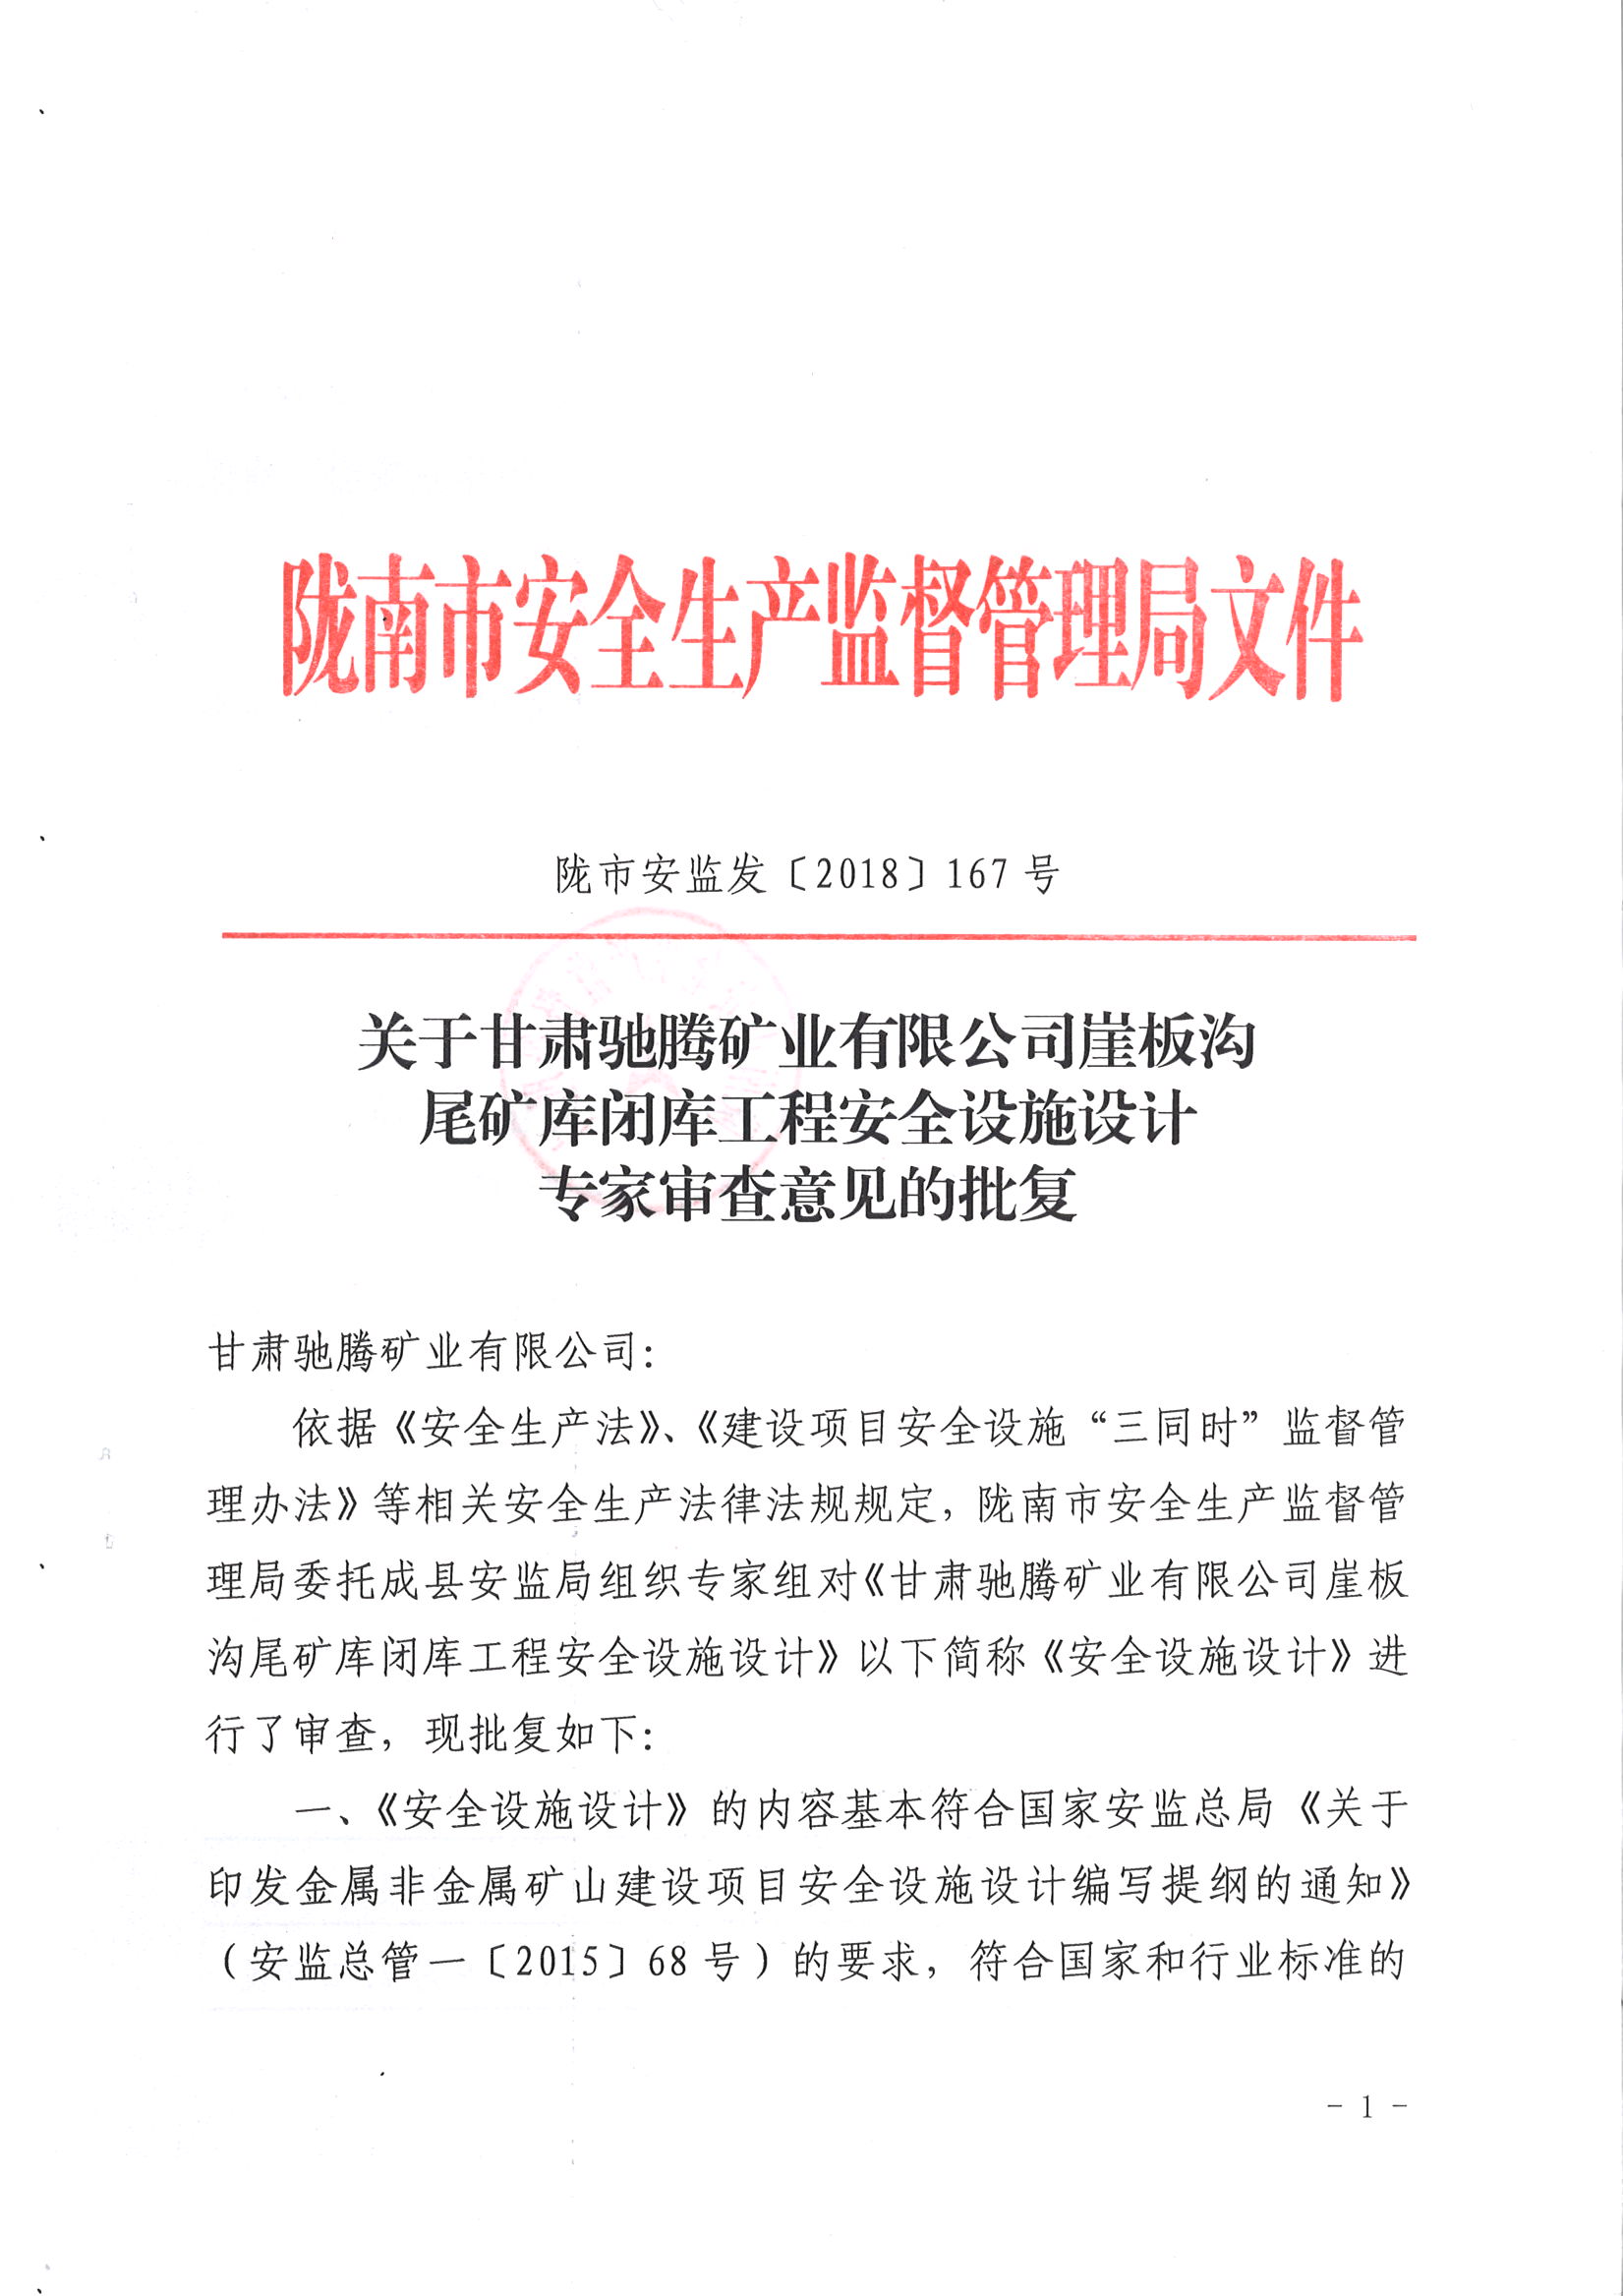 陇南市安全生产监督管理局文件
陇市安监发〔2018〕167 号
关于甘肃驰腾矿业有限公司崖板沟
尾矿库闭库工程安全设施设计
专家审查意见的批复
甘肃驰腾矿业有限公司:
依据《安全生产法》、《建设项目安全设施“三同时”监督管
理办法》等相关安全生产法律法规规定，陇南市安全生产监督管
理局委托成县安监局组织专家组对《甘肃驰腾矿业有限公司崖板
沟尾矿库闭库工程安全设施设计》以下简称《安全设施设计》进
行了审查，现批复如下:
一、《安全设施设计》的内容基本符合国家安监总局《关于
印发金属非金属矿山建设项目安全设施设计编写提纲的通知》
（安监总管一〔2015〕68 号）的要求，符合国家和行业标准的
- 1 -